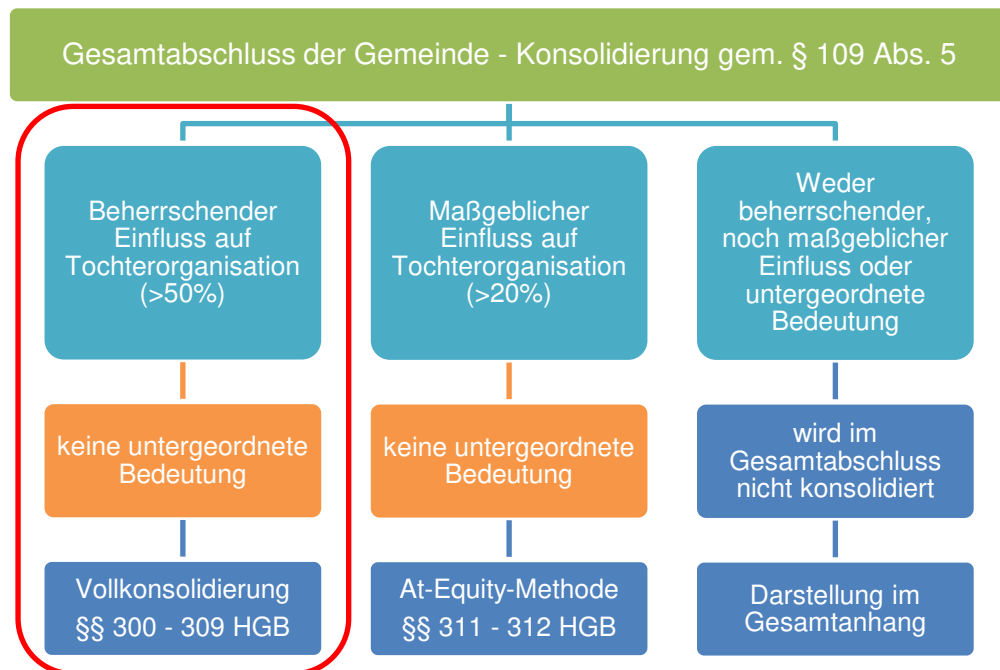 Gesamtabschluss der Gemeinde - Konsolidierung gem. § 109 Abs. 5
Beherrschender
Einfluss auf
Tochterorganisation
(>50%)
keine untergeordnete
Bedeutung
Vollkonsolidierung
§§ 300 - 309 HGB
Maßgeblicher
Einfluss auf
Tochterorganisation
(>20%)
keine untergeordnete
Bedeutung
At-Equity-Methode
§§ 311 - 312 HGB
Weder
beherrschender,
noch maßgeblicher
Einfluss oder
untergeordnete
Bedeutung
wird im
Gesamtabschluss
nicht konsolidiert
Darstellung im
Gesamtanhang